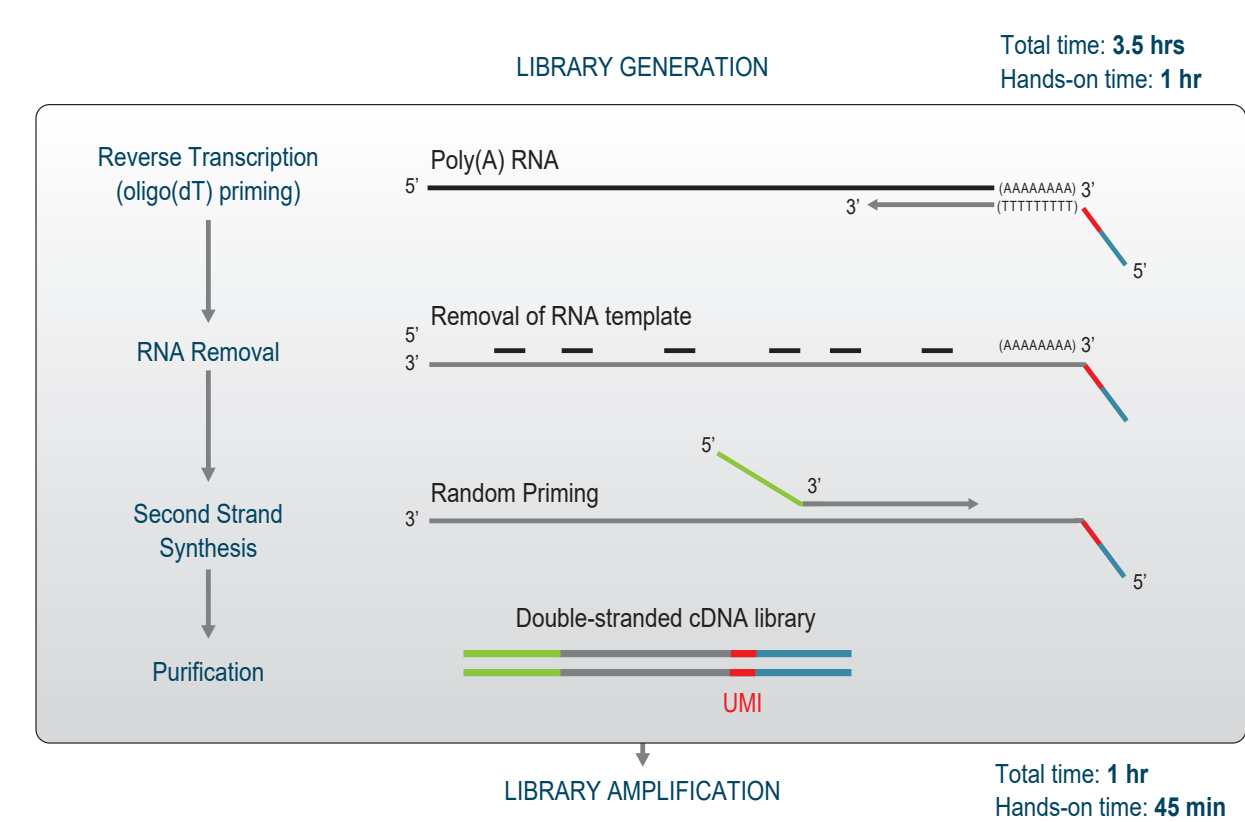 Total time: 3.5 hrs
LIBRARY GENERATION
Hands-on time: 1 hr
Reverse Transcription
(oligo(dT) priming)
Poly(A) RNA
5’ (AAAAAAAA) 3’
3’ (TTTTTTTTT)
5’
RNA Removal
Removal of RNA template
5’ (AAAAAAAA) 3’
3’
Second Strand
Synthesis
5’
Random Priming
3’
3’
5’
Purification
Double-stranded cDNA library
UMI
LIBRARY AMPLIFICATION
Total time: 1 hr
Hands-on time: 45 min